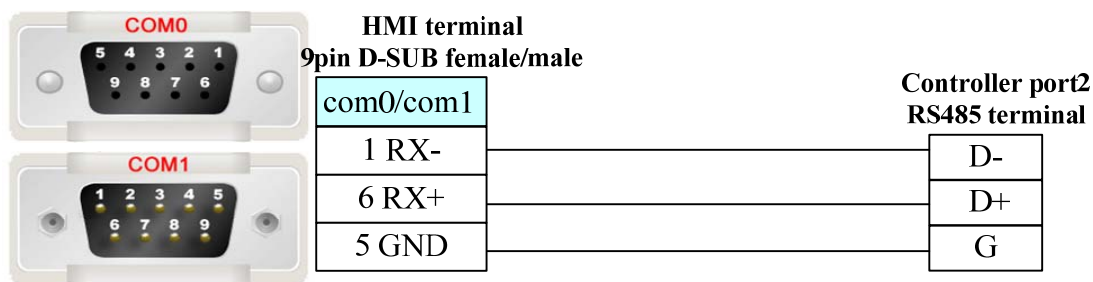 COM0
5 4 3 2 1
9 8 7 6
COM1
1 2 3 4 5
6 7 8 9
HMI terminal
9pin D-SUB female/male
com0/com1
1 RX-
6 RX+
5 GND
Controller port2
RS485 terminal
D-
D+
G